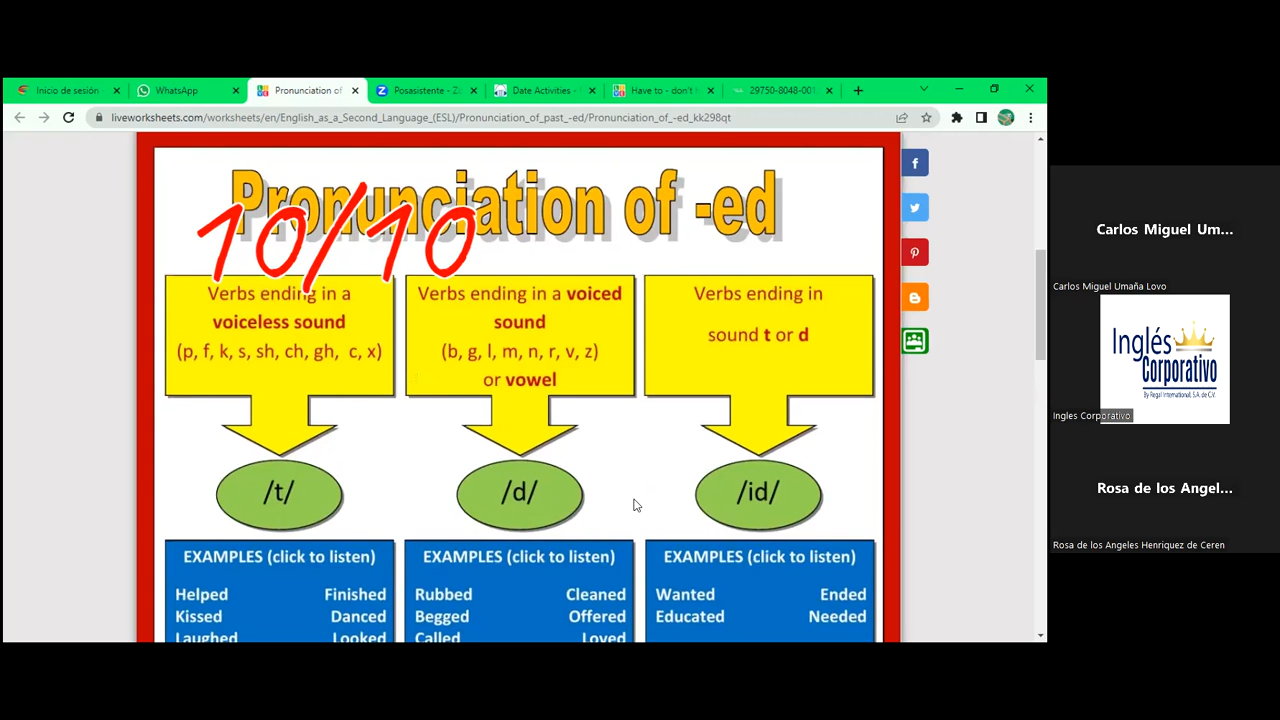 Inicio de sesión
WhatsApp
Pronunciation of
Posasistente - Zo
Date Activities -
Have to - don't h
29750-8048-001
liveworksheets.com/worksheets/en/English_as_a_Second_Language_(ESL)/Pronunciation_of_past_-ed/Pronunciation_of_-ed_kk298qt
Pronunciation of -ed
10/10
Verbs ending in a
voiceless sound
(p, f, k, s, sh, ch, gh, c, x)
/t/
EXAMPLES (click to listen)
Helped Finished
Kissed Danced
Laughed Looked
Verbs ending in a voiced
sound
(b, g, l, m, n, r, v, z)
or vowel
/d/
EXAMPLES (click to listen)
Rubbed Cleaned
Begged Offered
Called Loved
Verbs ending in
sound t or d
/id/
EXAMPLES (click to listen)
Wanted Ended
Educated Needed
Carlos Miguel Um...
Carlos Miguel Umaña Lovo
Inglés
Corporativo
By Regal International, S.A. de C.V.
Ingles Corporativo
Rosa de los Angel...
Rosa de los Angeles Henriquez de Ceren